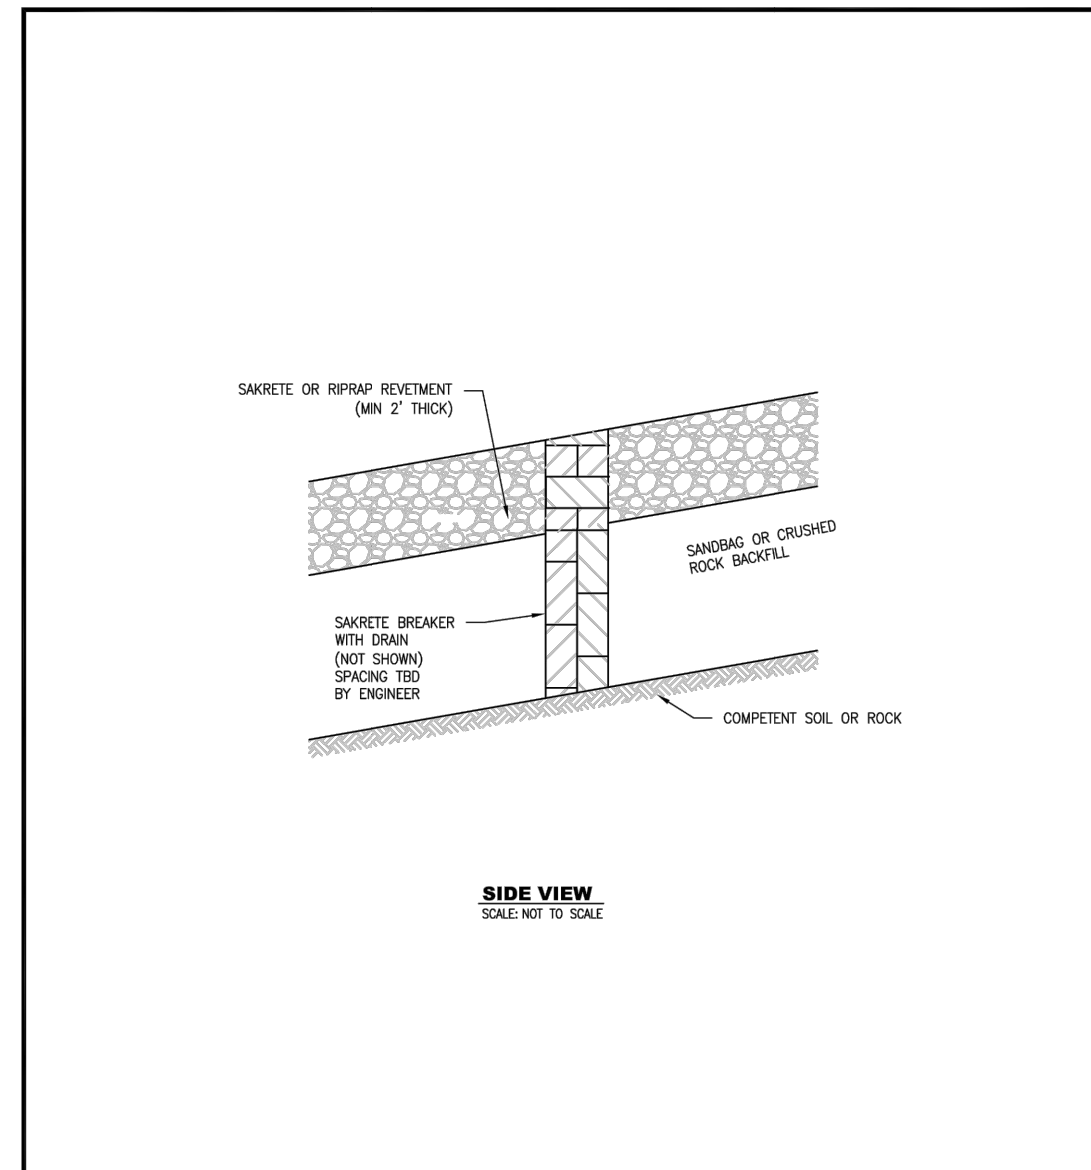 SAKRETE OR RIPRAP REVETMENT
(MIN 2' THICK)
SANDBAG OR CRUSHED
ROCK BACKFILL
SAKRETE BREAKER
WITH DRAIN
(NOT SHOWN)
SPACING TBD
BY ENGINEER
COMPETENT SOIL OR ROCK
SIDE VIEW
SCALE: NOT TO SCALE